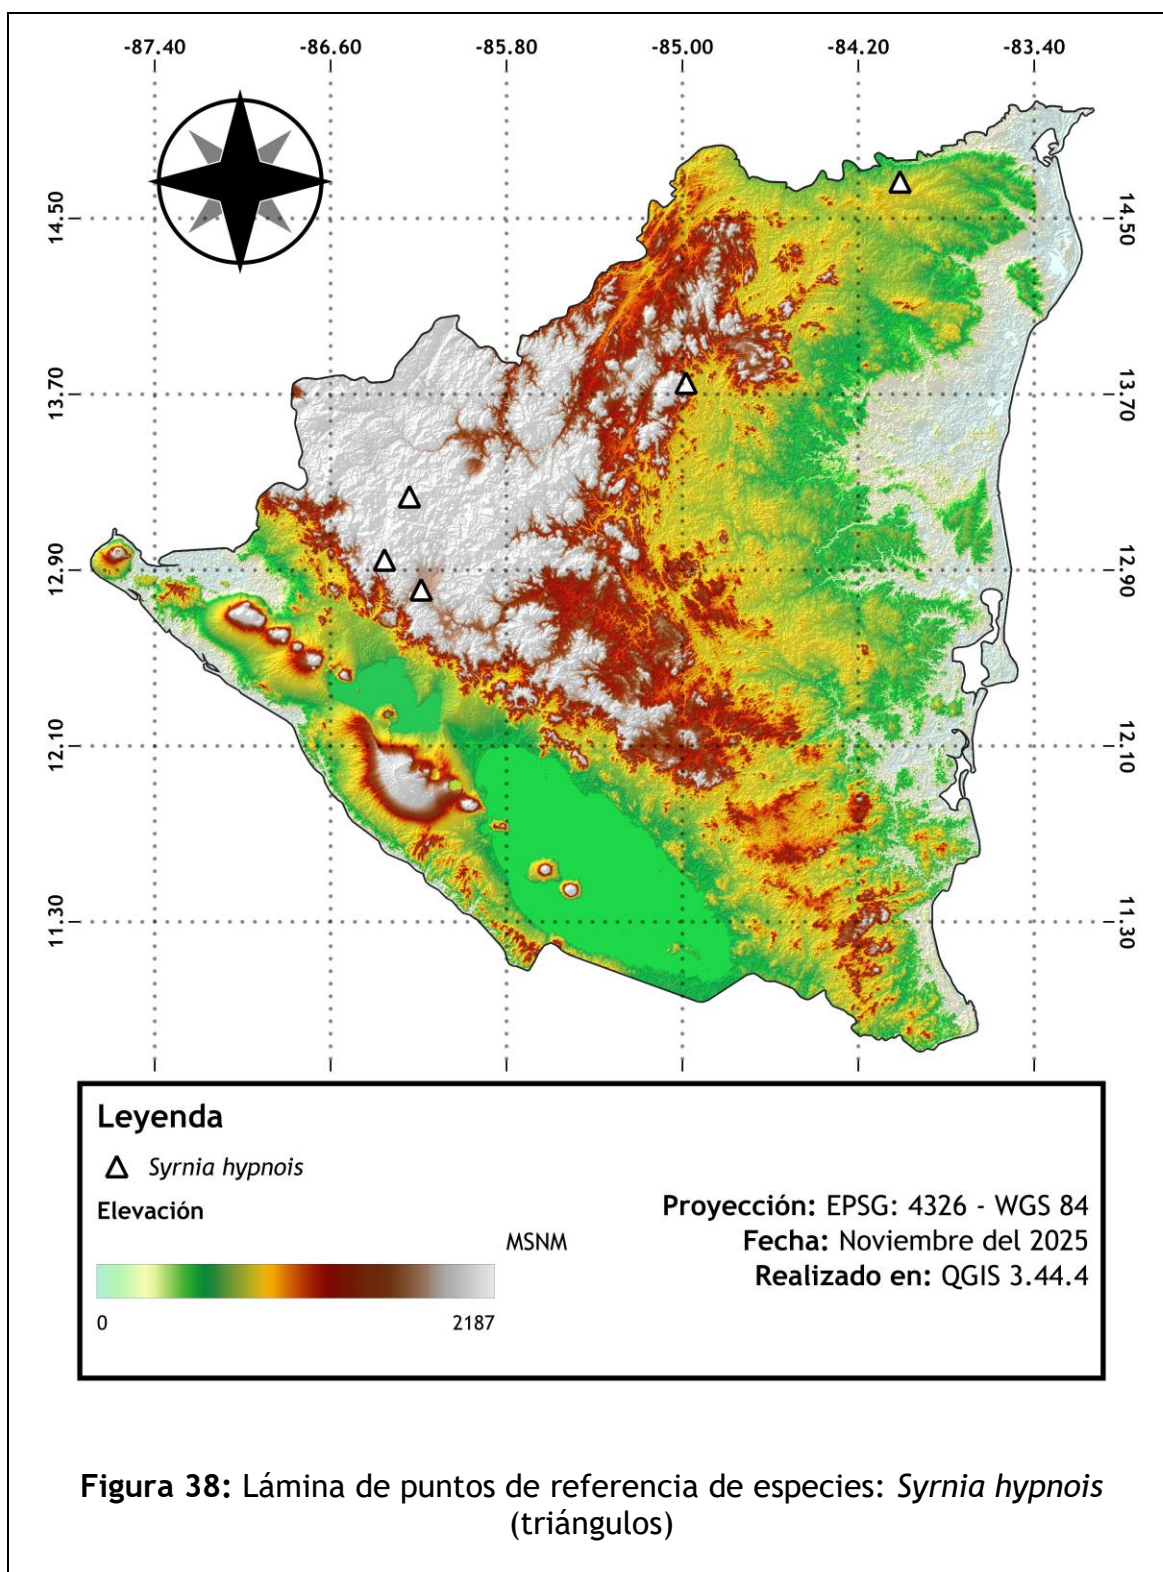 -87.40 -86.60 -85.80 -85.00 -84.20 -83.40
14.50 14.50
13.70 13.70
12.90 12.90
12.10 12.10
11.30 11.30
Leyenda
Syrnia hypnois
Elevación
MSNM
0 2187
Proyección: EPSG: 4326 - WGS 84
Fecha: Noviembre del 2025
Realizado en: QGIS 3.44.4
Figura 38: Lámina de puntos de referencia de especies: Syrnia hypnois
(triángulos)